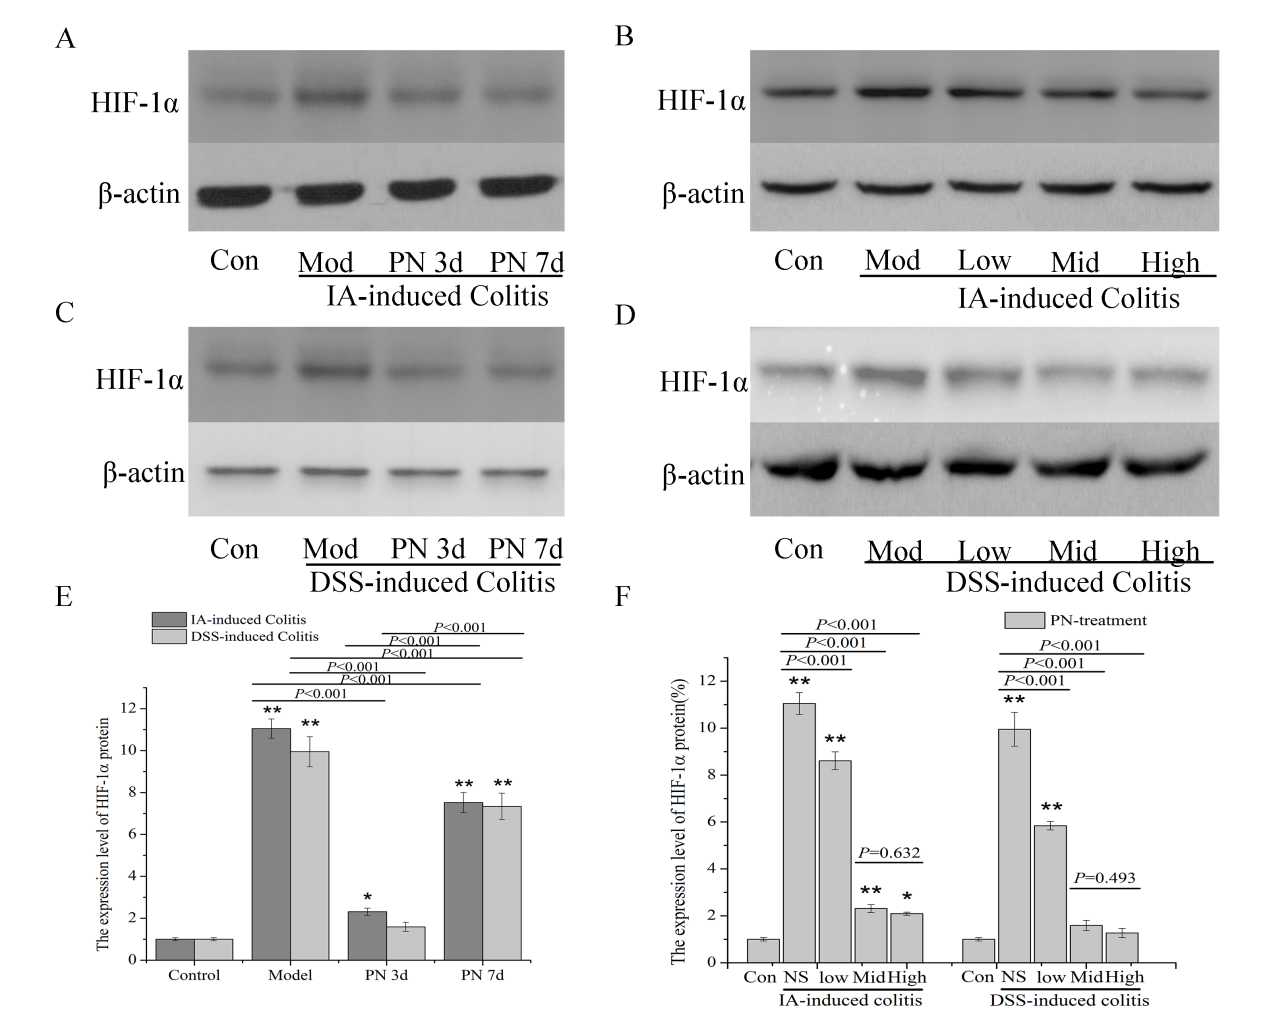 A
HIF-1α
β-actin
Con Mod PN 3d PN 7d
IA-induced Colitis
B
HIF-1α
β-actin
Con Mod Low Mid High
IA-induced Colitis
C
HIF-1α
β-actin
Con Mod PN 3d PN 7d
DSS-induced Colitis
D
HIF-1α
β-actin
Con Mod Low Mid High
DSS-induced Colitis
E
IA-induced Colitis
DSS-induced Colitis
P<0.001
P<0.001
P<0.001
P<0.001
P<0.001
P<0.001
The expression level of HIF-1α protein
12
10
8
6
4
2
0
** **
*
** **
Control Model PN 3d PN 7d
F
PN-treatment
P<0.001
P<0.001
P<0.001
P<0.001
P<0.001
P<0.001
The expression level of HIF-1α protein(%)
12
10
8
6
4
2
0
**
**
P=0.632
** *
**
**
P=0.493
Con NS low Mid High
IA-induced colitis
Con NS low Mid High
DSS-induced colitis